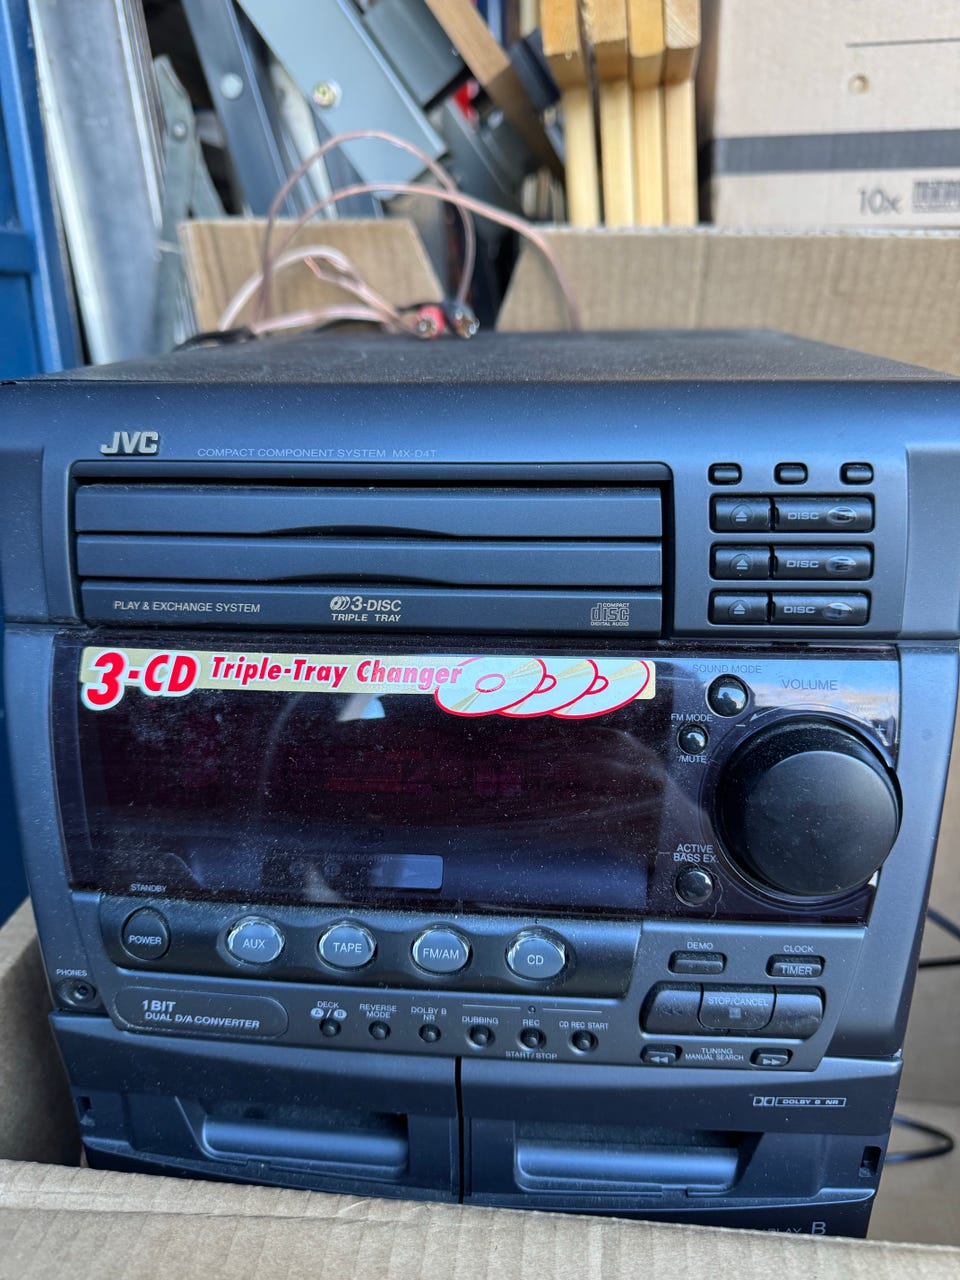 10x
JVC
COMPACT COMPONENT SYSTEM MX-D4T
DISC
DISC
DISC
PLAY & EXCHANGE SYSTEM
3-DISC
TRIPLE TRAY
COMPACT
disc
DIGITAL AUDIO
3-CD Triple-Tray Changer
SOUND MODE
VOLUME
FM MODE
/MUTE
ACTIVE
BASS EX.
STANDBY
POWER
AUX
TAPE
FM/AM
CD
DEMO
CLOCK
TIMER
PHONES
1 BIT
DUAL D/A CONVERTER
DECK
A / B
REVERSE
MODE
DOLBY B
NR
DUBBING
REC
START/STOP
CD REC START
STOP/CANCEL
TUNING
MANUAL SEARCH
DOLBY B NR
B